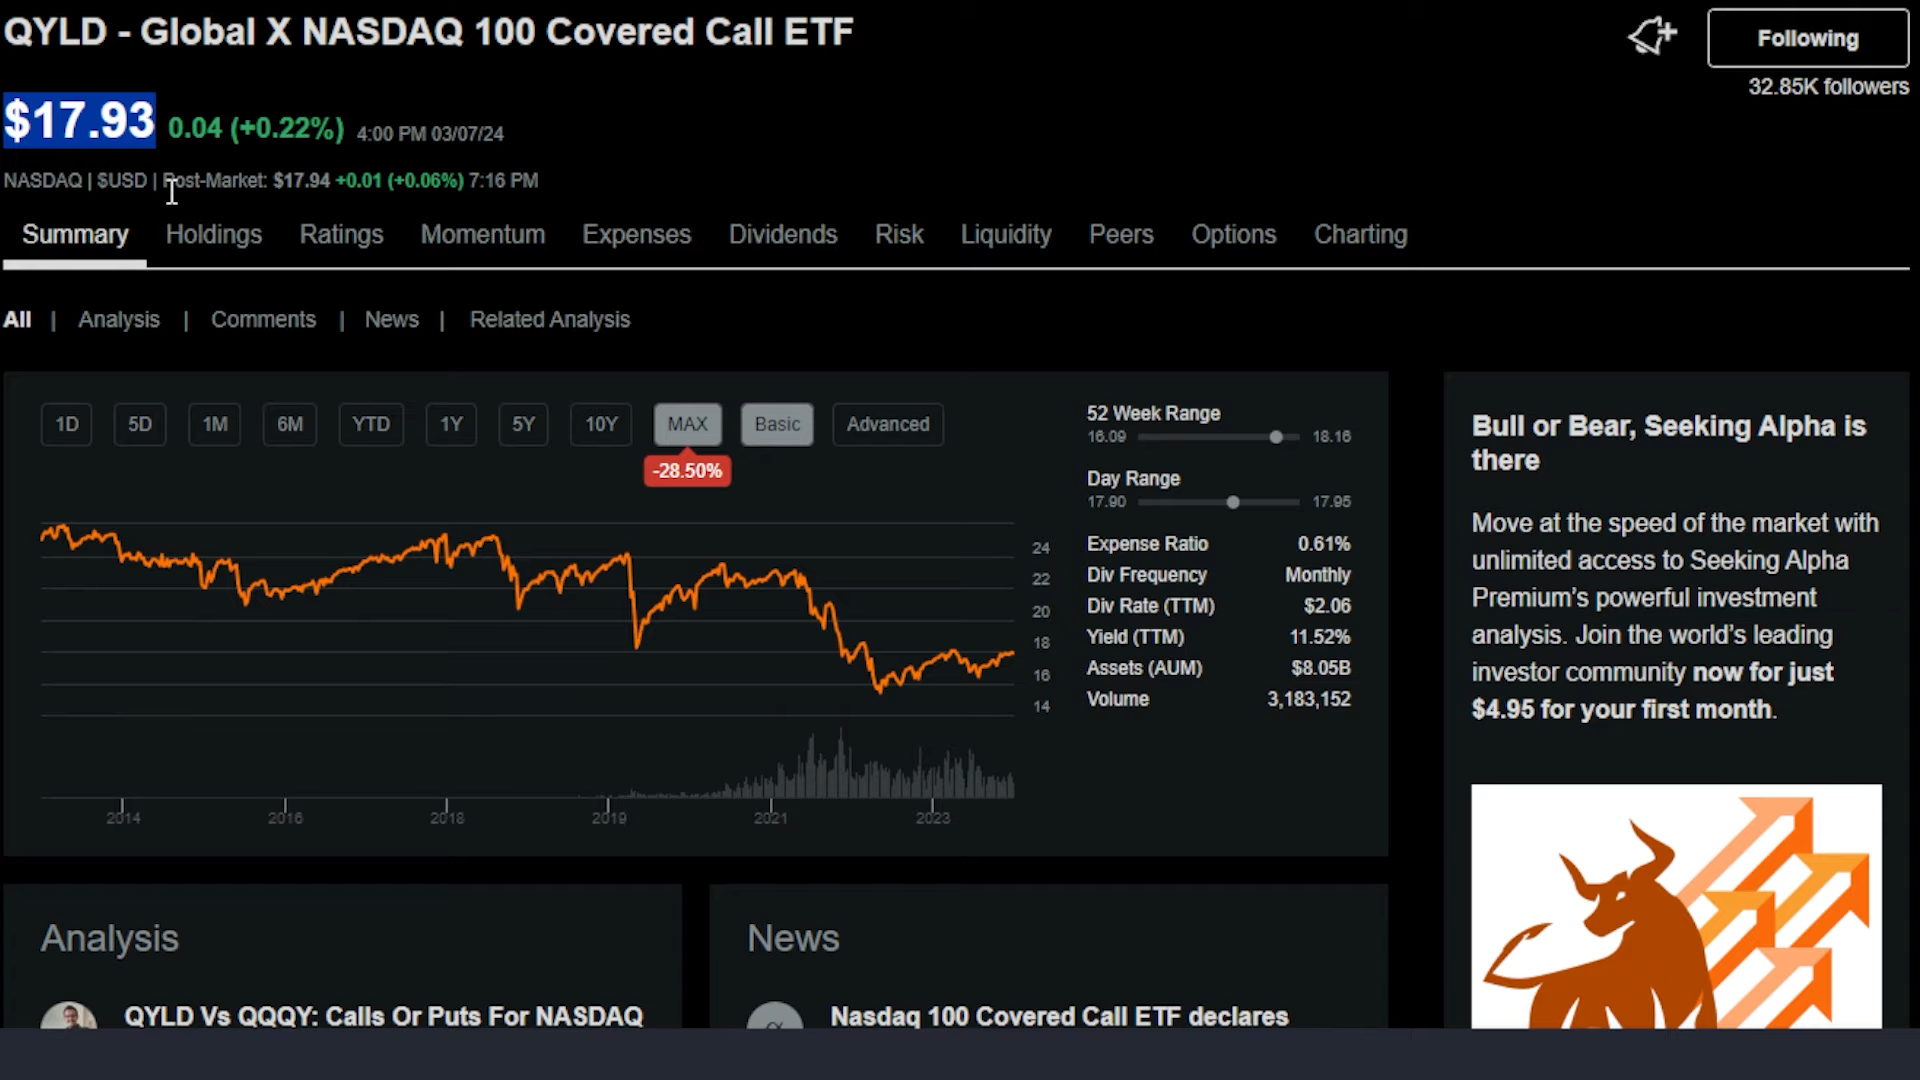 QYLD - Global X NASDAQ 100 Covered Call ETF
Following
32.85K followers
$17.93 0.04 (+0.22%) 4:00 PM 03/07/24
NASDAQ | $USD | Post-Market: $17.94 +0.01 (+0.06%) 7:16 PM
Summary Holdings Ratings Momentum Expenses Dividends Risk Liquidity Peers Options Charting
All | Analysis | Comments | News | Related Analysis
1D 5D 1M 6M YTD 1Y 5Y 10Y MAX Basic Advanced
-28.50%
24
22
20
18
16
14
2014 2016 2018 2019 2021 2023
52 Week Range
16.09 18.16
Day Range
17.90 17.95
Expense Ratio 0.61%
Div Frequency Monthly
Div Rate (TTM) $2.06
Yield (TTM) 11.52%
Assets (AUM) $8.05B
Volume 3,183,152
Bull or Bear, Seeking Alpha is
there
Move at the speed of the market with
unlimited access to Seeking Alpha
Premium's powerful investment
analysis. Join the world's leading
investor community now for just
$4.95 for your first month.
Analysis
QYLD Vs QQQY: Calls Or Puts For NASDAQ
News
Nasdaq 100 Covered Call ETF declares